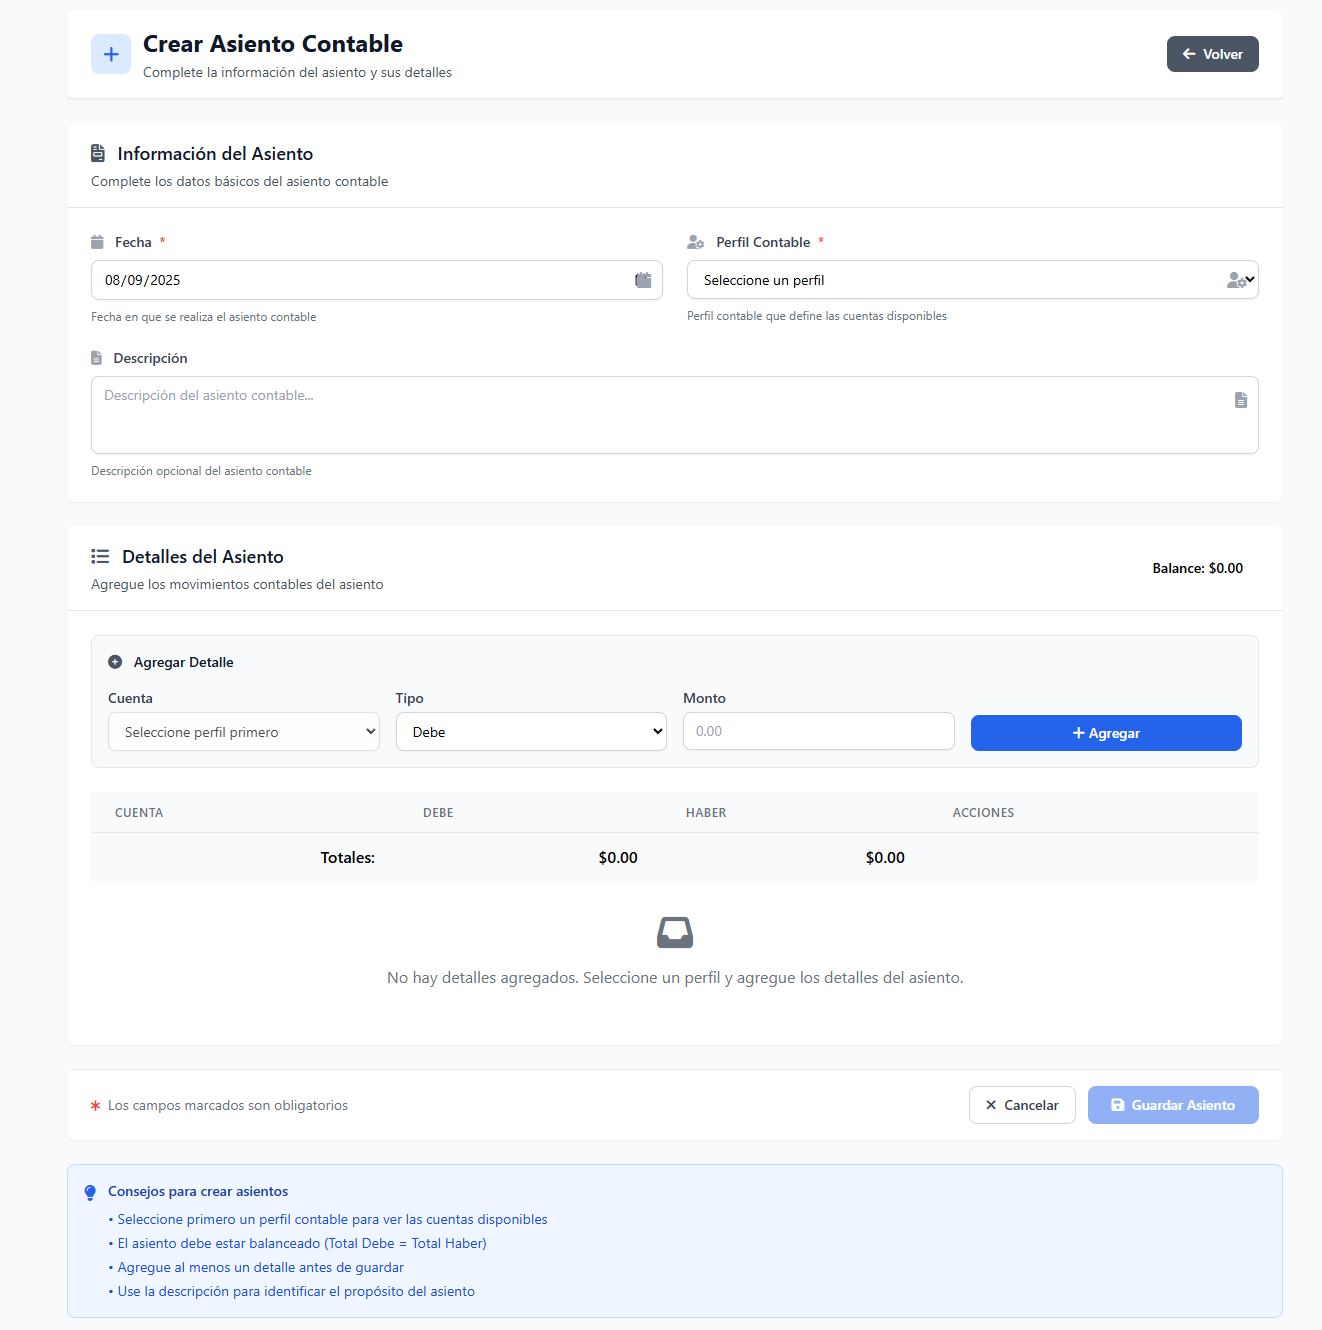 Crear Asiento Contable
Complete la información del asiento y sus detalles
Volver
Información del Asiento
Complete los datos básicos del asiento contable
Fecha *
08/09/2025
Fecha en que se realiza el asiento contable
Perfil Contable *
Seleccione un perfil
Perfil contable que define las cuentas disponibles
Descripción
Descripción del asiento contable...
Descripción opcional del asiento contable
Detalles del Asiento
Agregue los movimientos contables del asiento
Balance: $0.00
Agregar Detalle
Cuenta Tipo Monto
Seleccione perfil primero Debe 0.00 + Agregar
CUENTA DEBE HABER ACCIONES
Totales: $0.00 $0.00
No hay detalles agregados. Seleccione un perfil y agregue los detalles del asiento.
* Los campos marcados son obligatorios
Cancelar
Guardar Asiento
Consejos para crear asientos
• Seleccione primero un perfil contable para ver las cuentas disponibles
• El asiento debe estar balanceado (Total Debe = Total Haber)
• Agregue al menos un detalle antes de guardar
• Use la descripción para identificar el propósito del asiento